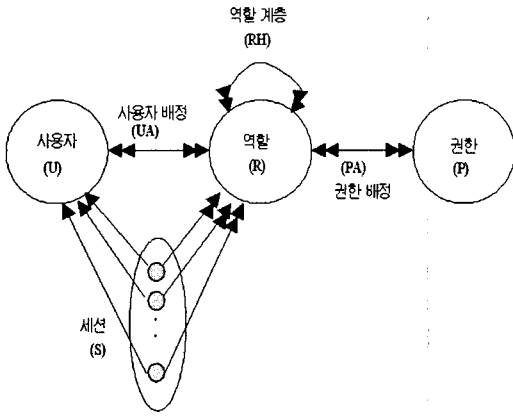 역할 계층
(RH)
사용자 배정
(UA)
사용자
(U)
역할
(R)
(PA)
권한 배정
권한
(P)
세션
(S)